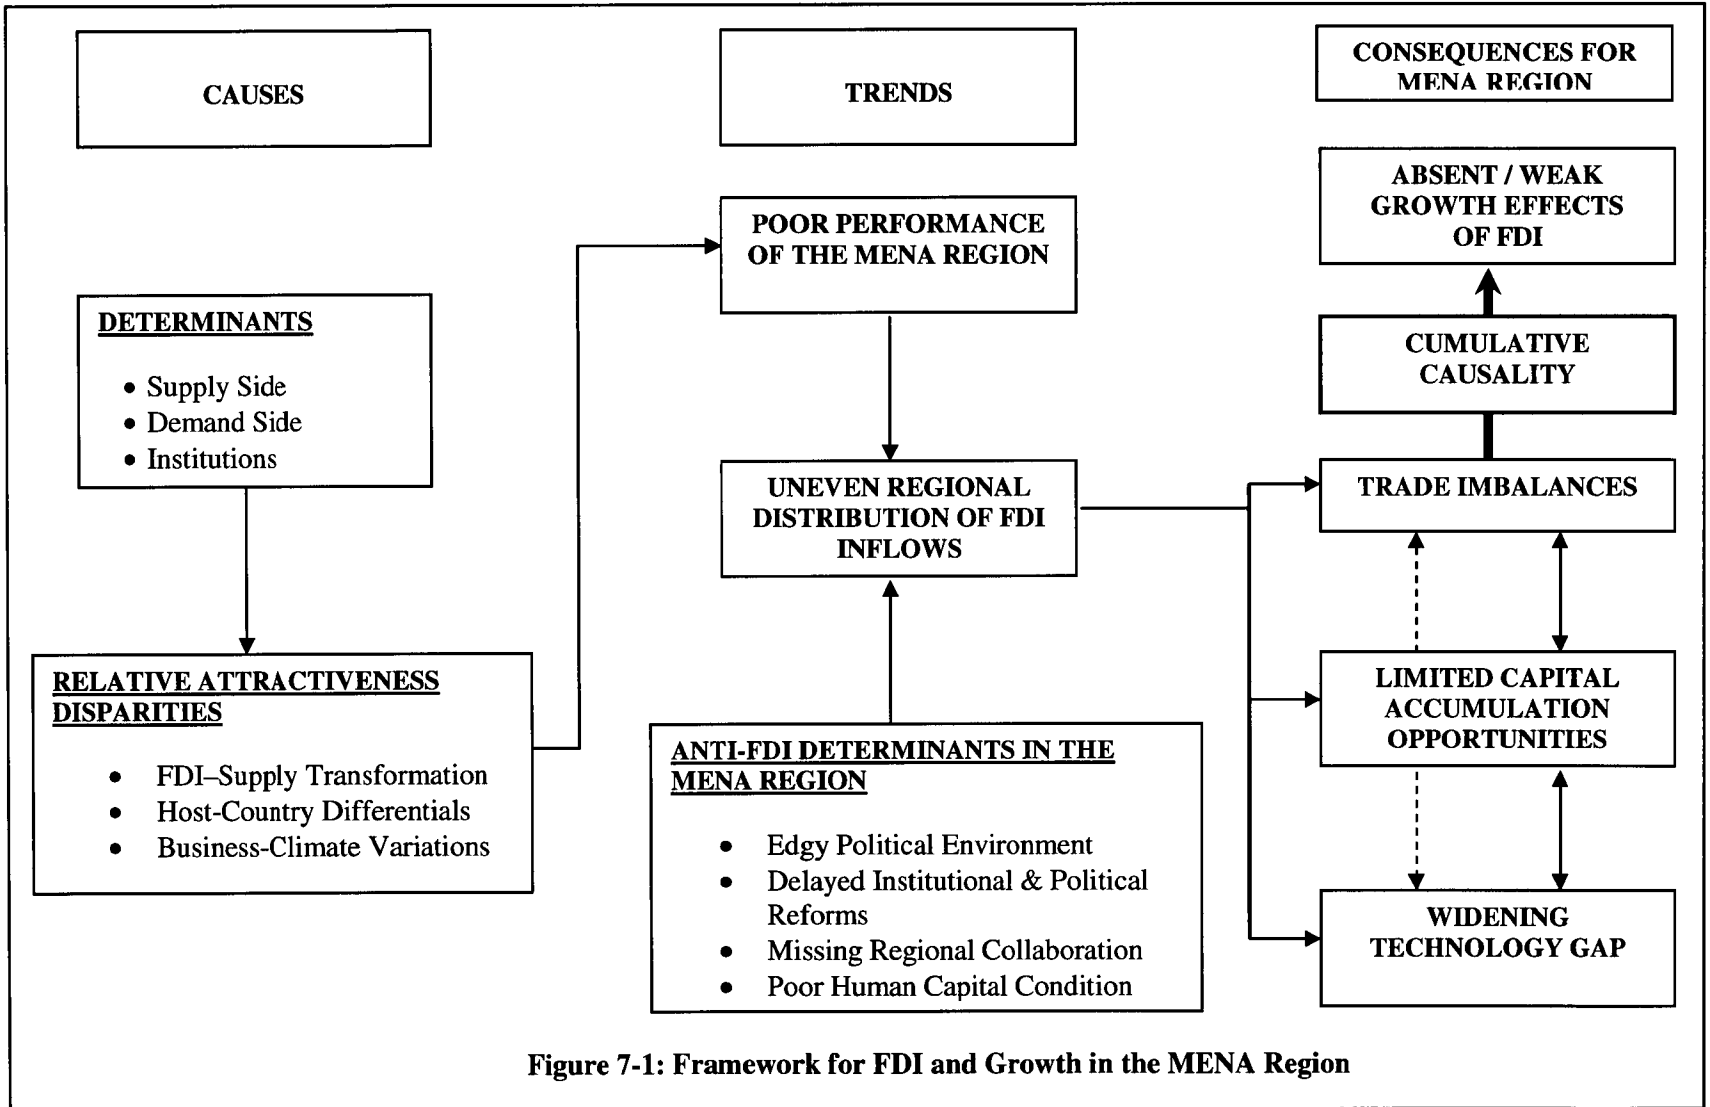 CAUSES
TRENDS
CONSEQUENCES FOR
MENA REGION
DETERMINANTS
• Supply Side
• Demand Side
• Institutions
RELATIVE ATTRACTIVENESS
DISPARITIES
• FDI–Supply Transformation
• Host-Country Differentials
• Business-Climate Variations
POOR PERFORMANCE
OF THE MENA REGION
UNEVEN REGIONAL
DISTRIBUTION OF FDI
INFLOWS
ANTI-FDI DETERMINANTS IN THE
MENA REGION
• Edgy Political Environment
• Delayed Institutional & Political
Reforms
• Missing Regional Collaboration
• Poor Human Capital Condition
ABSENT / WEAK
GROWTH EFFECTS
OF FDI
CUMULATIVE
CAUSALITY
TRADE IMBALANCES
LIMITED CAPITAL
ACCUMULATION
OPPORTUNITIES
WIDENING
TECHNOLOGY GAP
Figure 7-1: Framework for FDI and Growth in the MENA Region